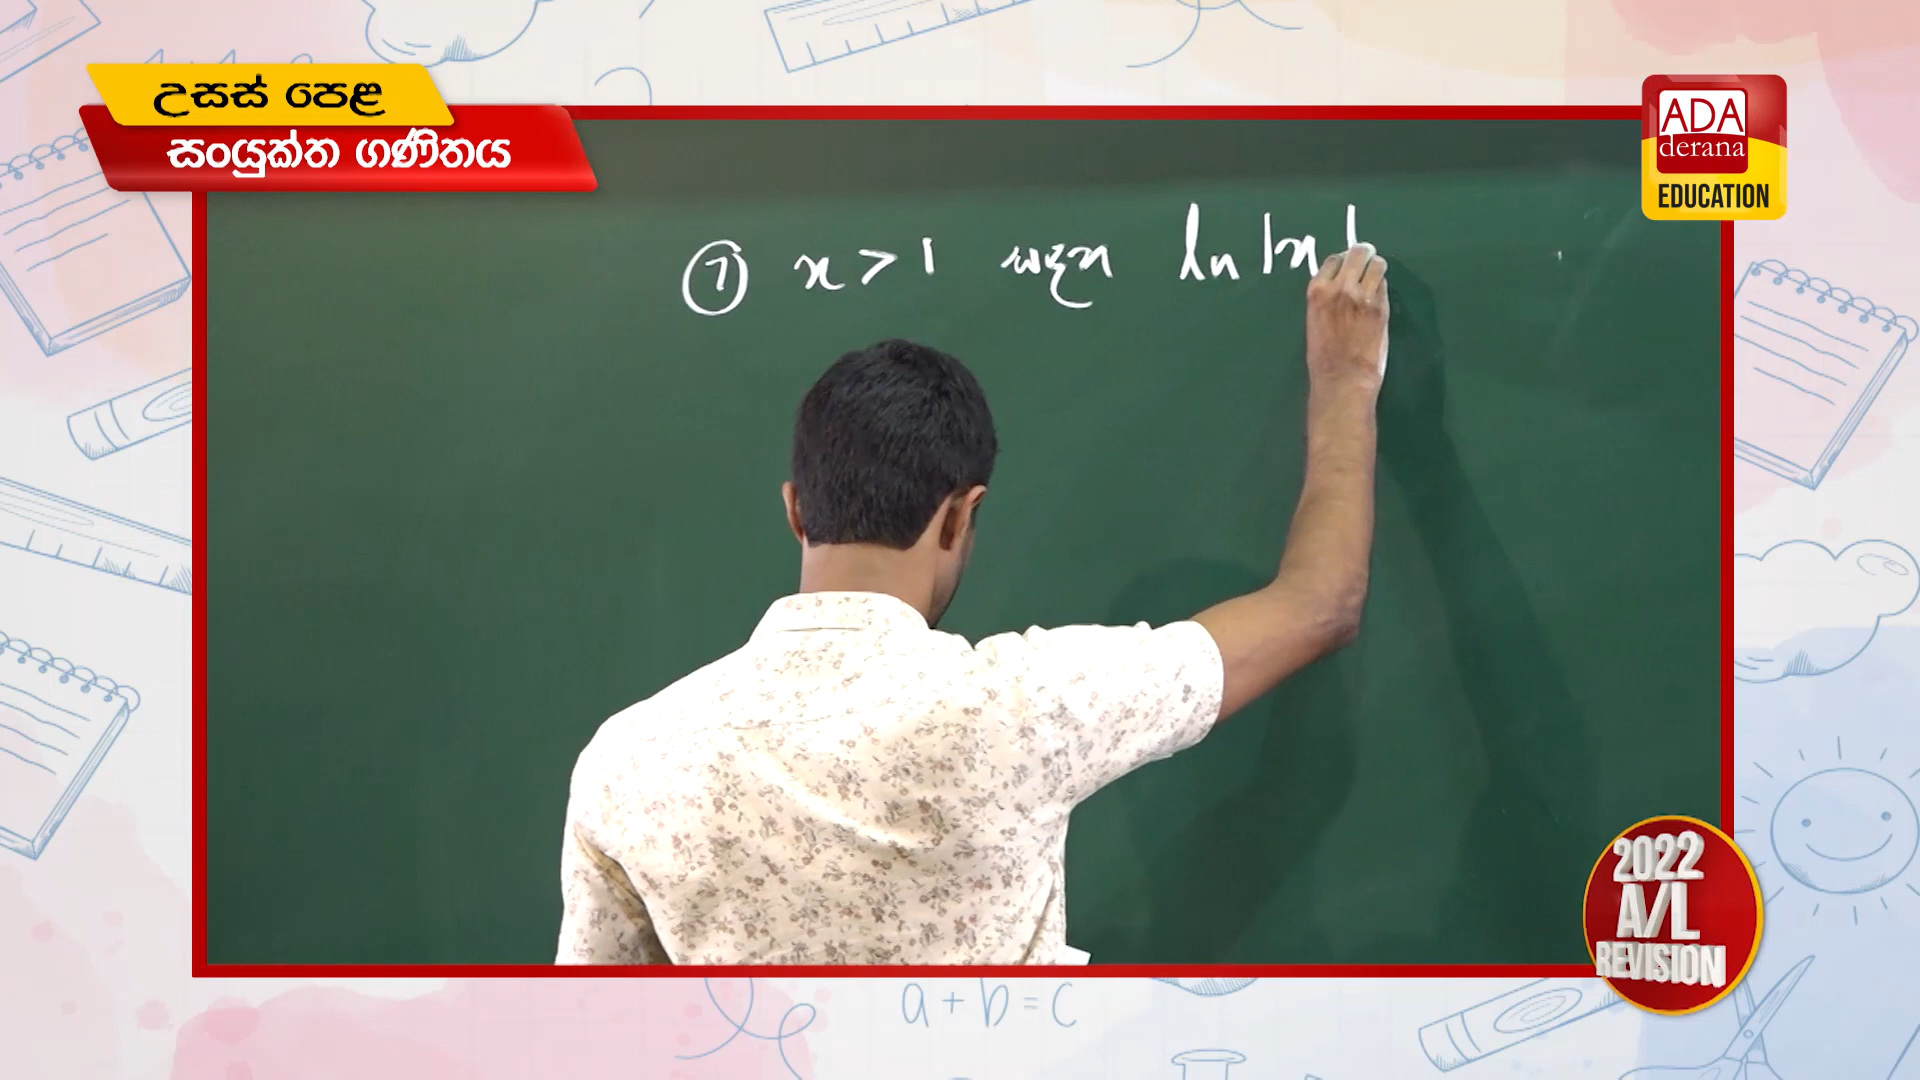 උසස් පෙළ
සංයුක්ත ගණිතය
ADA
derana
EDUCATION
⑦ x > 1 සඳහා ln |x|
2022
A/L
REVISION
a + b = c